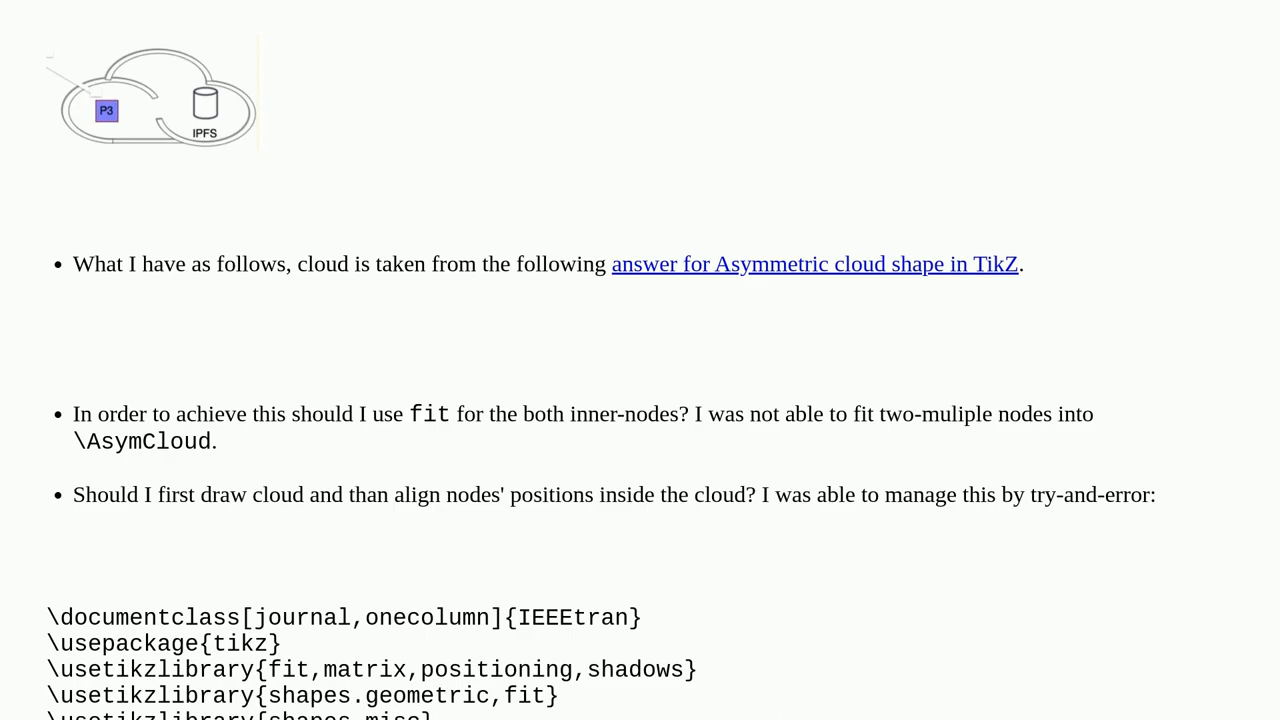 P3
IPFS
• What I have as follows, cloud is taken from the following answer for Asymmetric cloud shape in TikZ.
• In order to achieve this should I use fit for the both inner-nodes? I was not able to fit two-muliple nodes into
\AsymCloud.
• Should I first draw cloud and than align nodes' positions inside the cloud? I was able to manage this by try-and-error:
\documentclass[journal,onecolumn]{IEEEtran}
\usepackage{tikz}
\usetikzlibrary{fit,matrix,positioning,shadows}
\usetikzlibrary{shapes.geometric,fit}
\usetikzlibrary{shapes.misc}